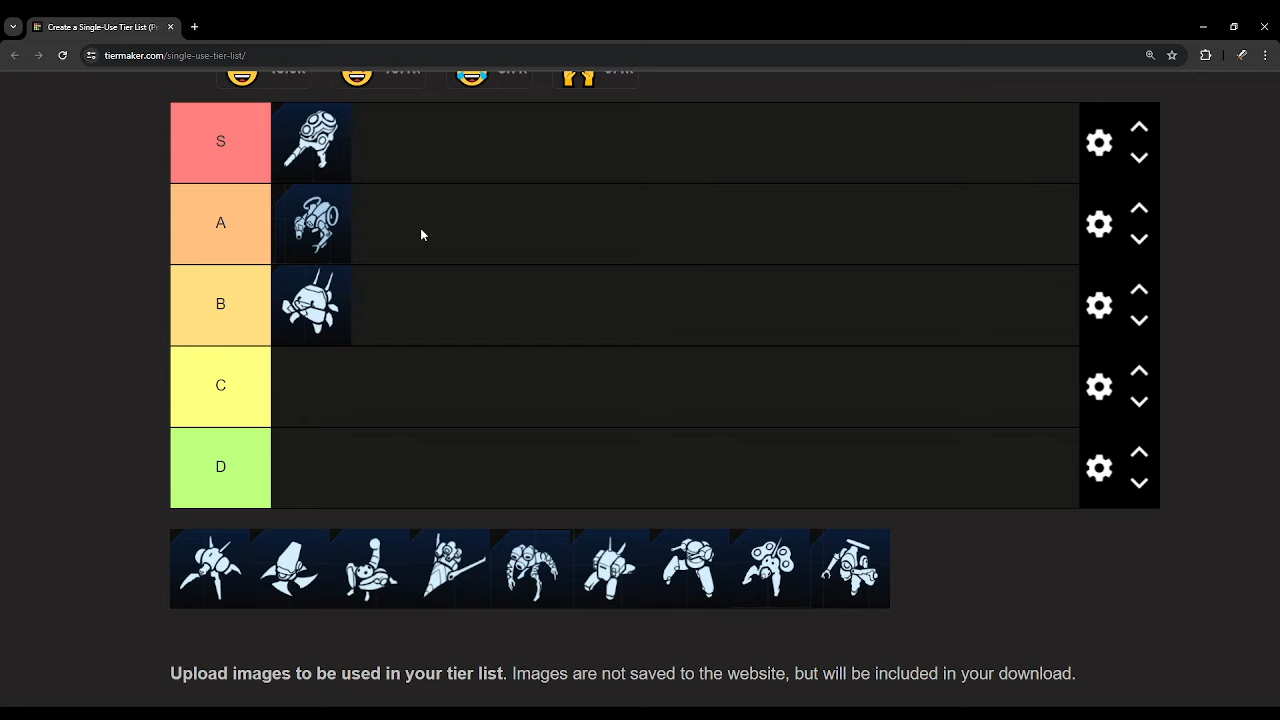 Create a Single-Use Tier List (Pr
tiermaker.com/single-use-tier-list/
S
A
B
C
D
Upload images to be used in your tier list. Images are not saved to the website, but will be included in your download.